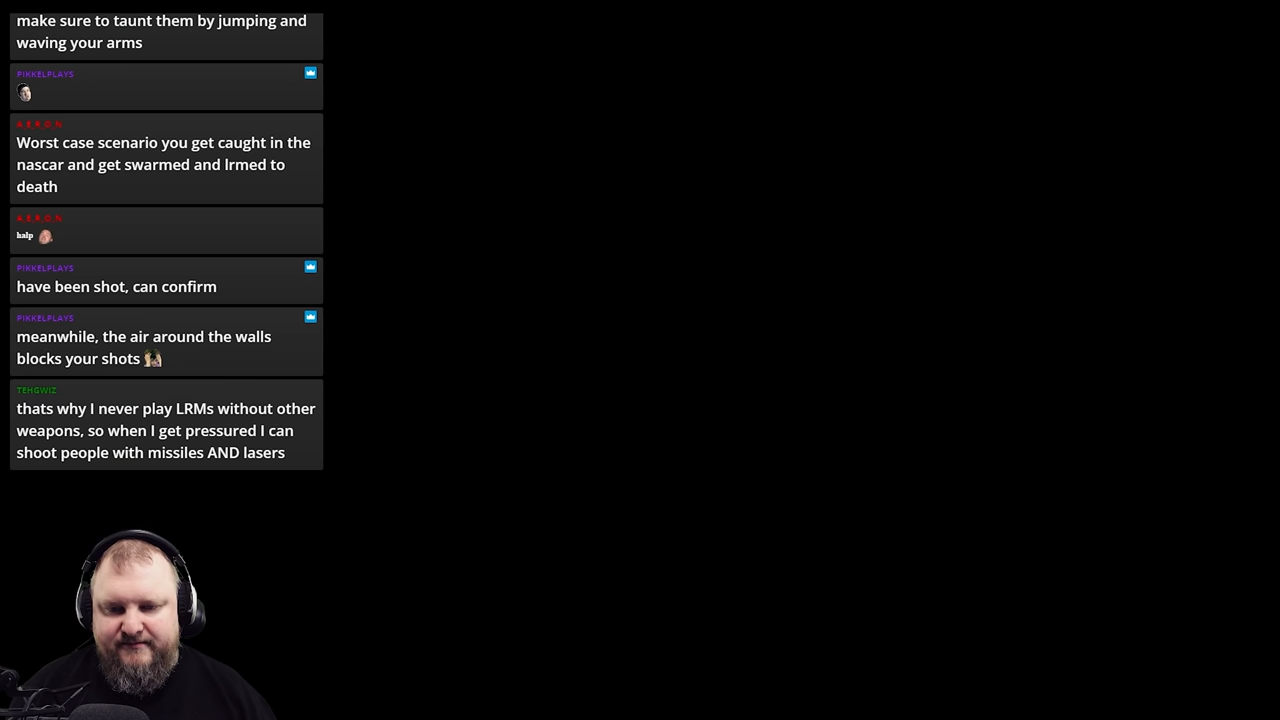 make sure to taunt them by jumping and
waving your arms
PIKKELPLAYS
A_E_R_O_N
Worst case scenario you get caught in the
nascar and get swarmed and lrmed to
death
A_E_R_O_N
halp
PIKKELPLAYS
have been shot, can confirm
PIKKELPLAYS
meanwhile, the air around the walls
blocks your shots
TEHGWIZ
thats why I never play LRMs without other
weapons, so when I get pressured I can
shoot people with missiles AND lasers